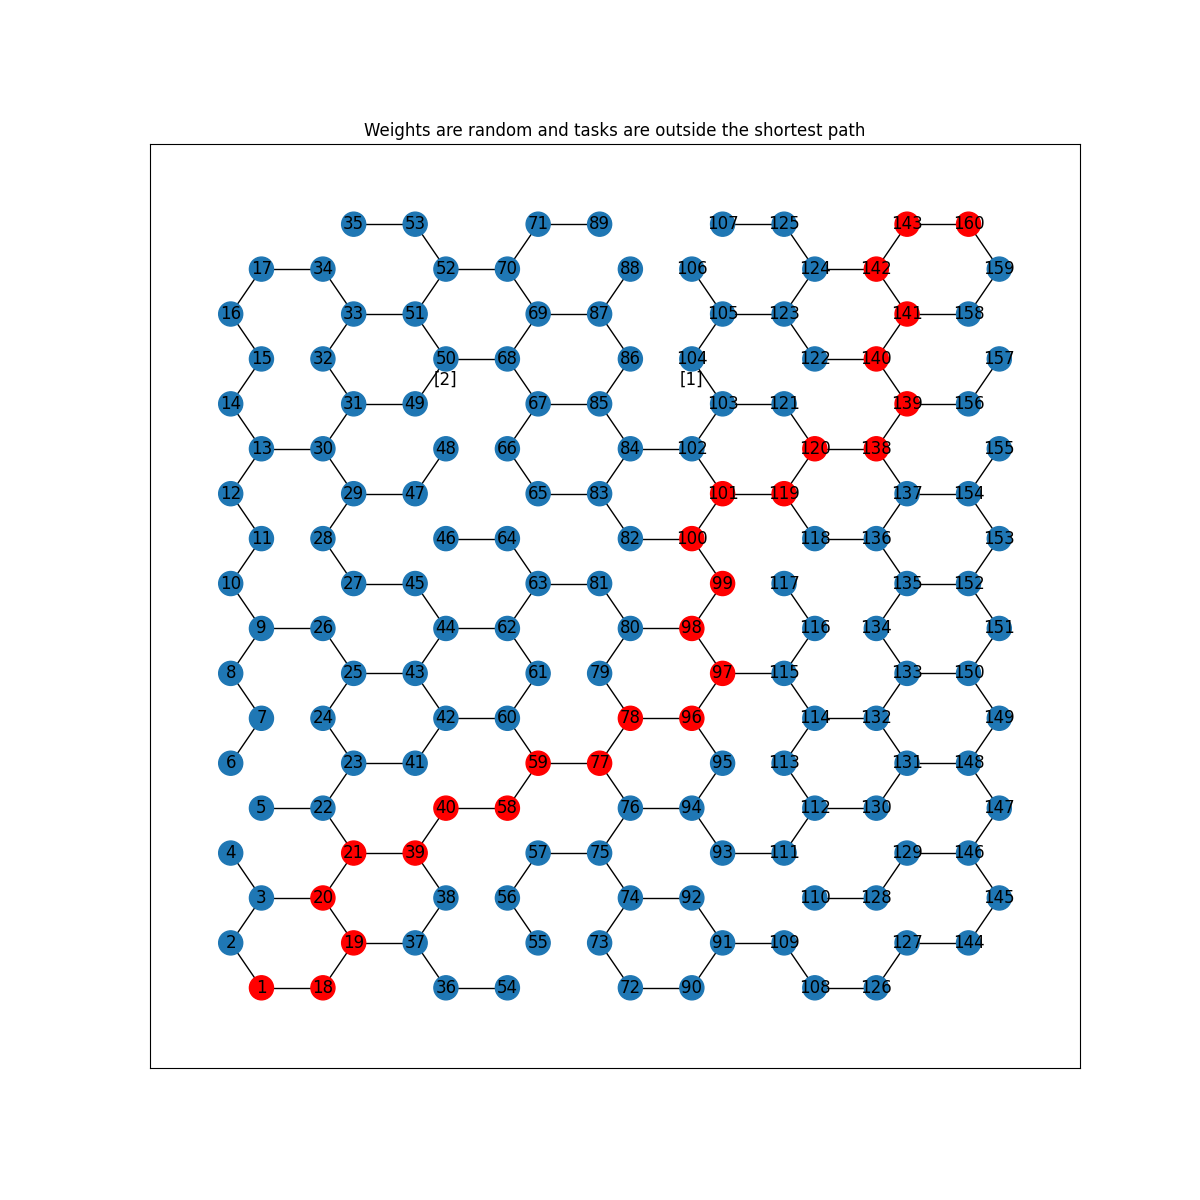 Weights are random and tasks are outside the shortest path
35 53 71 89 107 125 143 160
17 34 52 70 88 106 124 142 159
16 33 51 69 87 105 123 141 158
15 32 50 68 86 104 122 140 157
[2] [1]
14 31 49 67 85 103 121 139 156
13 30 48 66 84 102 120 138 155
12 29 47 65 83 101 119 137 154
11 28 46 64 82 100 118 136 153
10 27 45 63 81 99 117 135 152
9 26 44 62 80 98 116 134 151
8 25 43 61 79 97 115 133 150
7 24 42 60 78 96 114 132 149
6 23 41 59 77 95 113 131 148
5 22 40 58 76 94 112 130 147
4 21 39 57 75 93 111 129 146
3 20 38 56 74 92 110 128 145
2 19 37 55 73 91 109 127 144
1 18 36 54 72 90 108 126